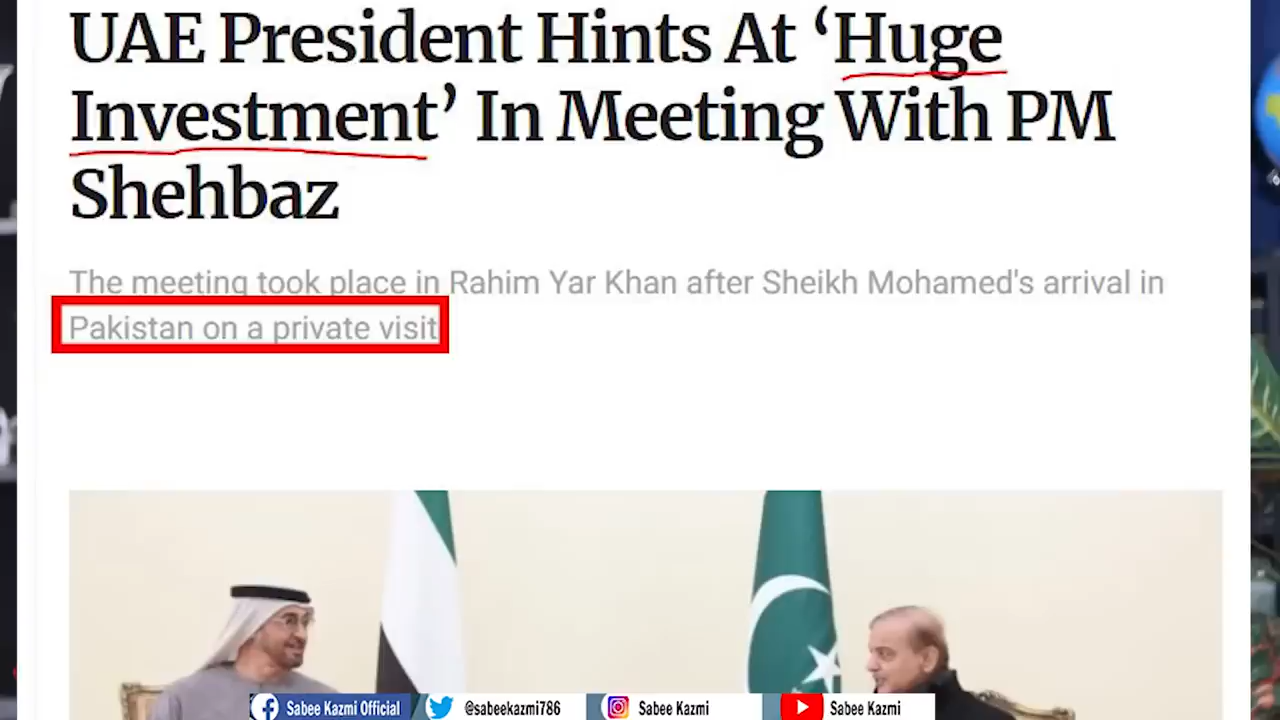 UAE President Hints At ‘Huge
Investment’ In Meeting With PM
Shehbaz
The meeting took place in Rahim Yar Khan after Sheikh Mohamed's arrival in
Pakistan on a private visit
Sabee Kazmi Official @sabeekazmi786 Sabee Kazmi Sabee Kazmi